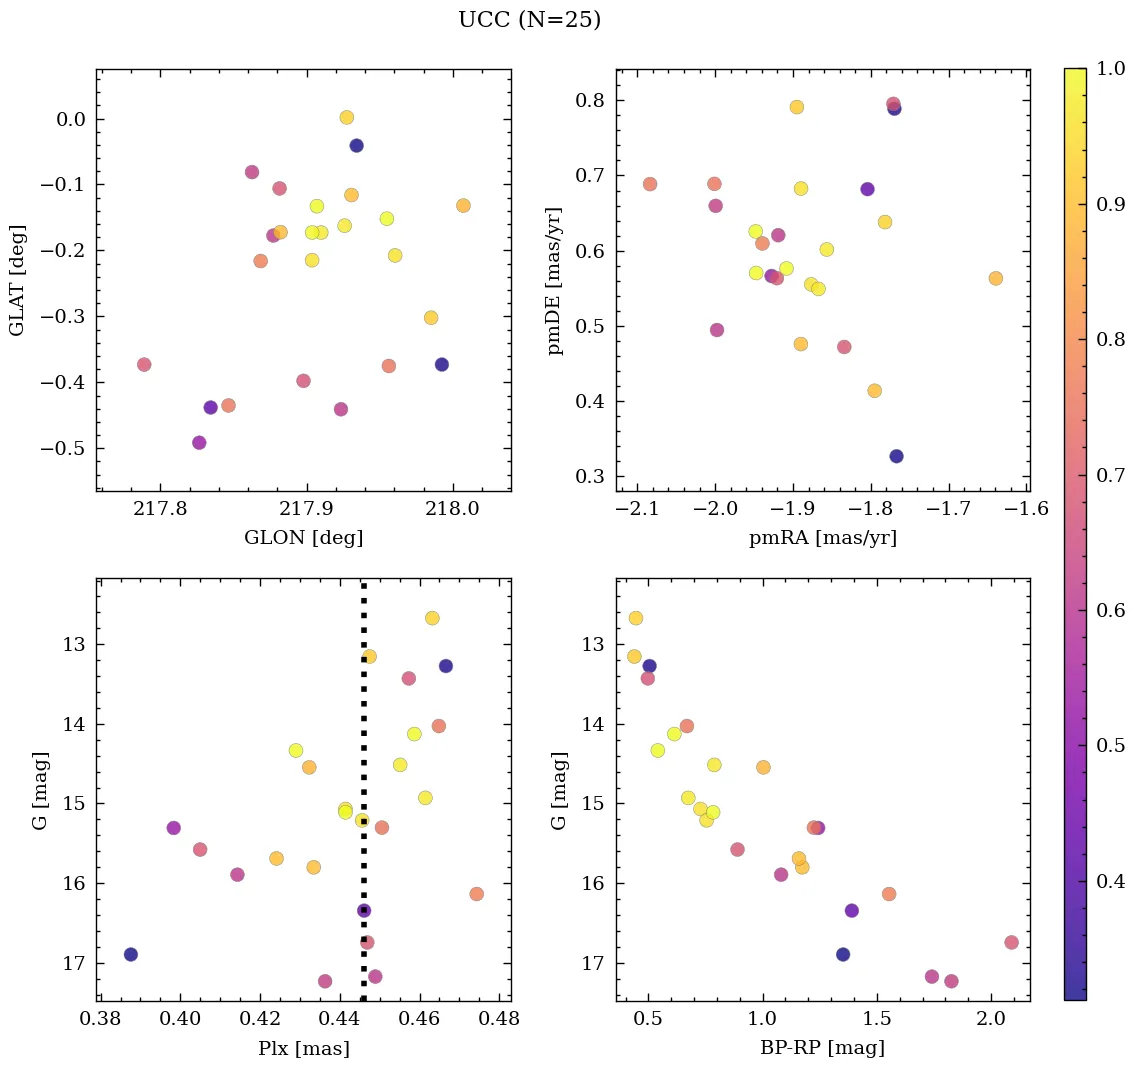 UCC (N=25)
0.0
−0.1
−0.2
−0.3
−0.4
−0.5
GLAT [deg]
217.8 217.9 218.0
GLON [deg]
0.8
0.7
0.6
0.5
0.4
0.3
pmDE [mas/yr]
−2.1 −2.0 −1.9 −1.8 −1.7 −1.6
pmRA [mas/yr]
13
14
15
16
17
G [mag]
0.38 0.40 0.42 0.44 0.46 0.48
Plx [mas]
13
14
15
16
17
G [mag]
0.5 1.0 1.5 2.0
BP-RP [mag]
1.0
0.9
0.8
0.7
0.6
0.5
0.4